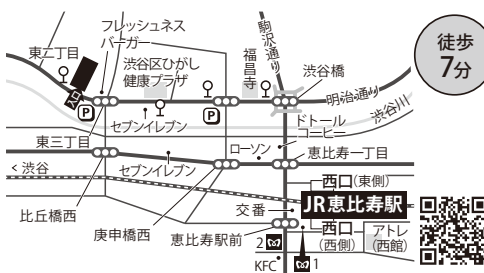 フレッシュネス
バーガー
駒沢通り
徒歩
7分
東二丁目
渋谷区ひがし
健康プラザ
福昌寺
渋谷橋
入口
P
P
明治通り
渋谷川
セブンイレブン
ドトール
コーヒー
東三丁目
ローソン
恵比寿一丁目
<渋谷
セブンイレブン
西口(東側)
JR恵比寿駅
比丘橋西
庚申橋西
交番
恵比寿駅前
西口
(西側)
アトレ
(西館)
2
KFC
1